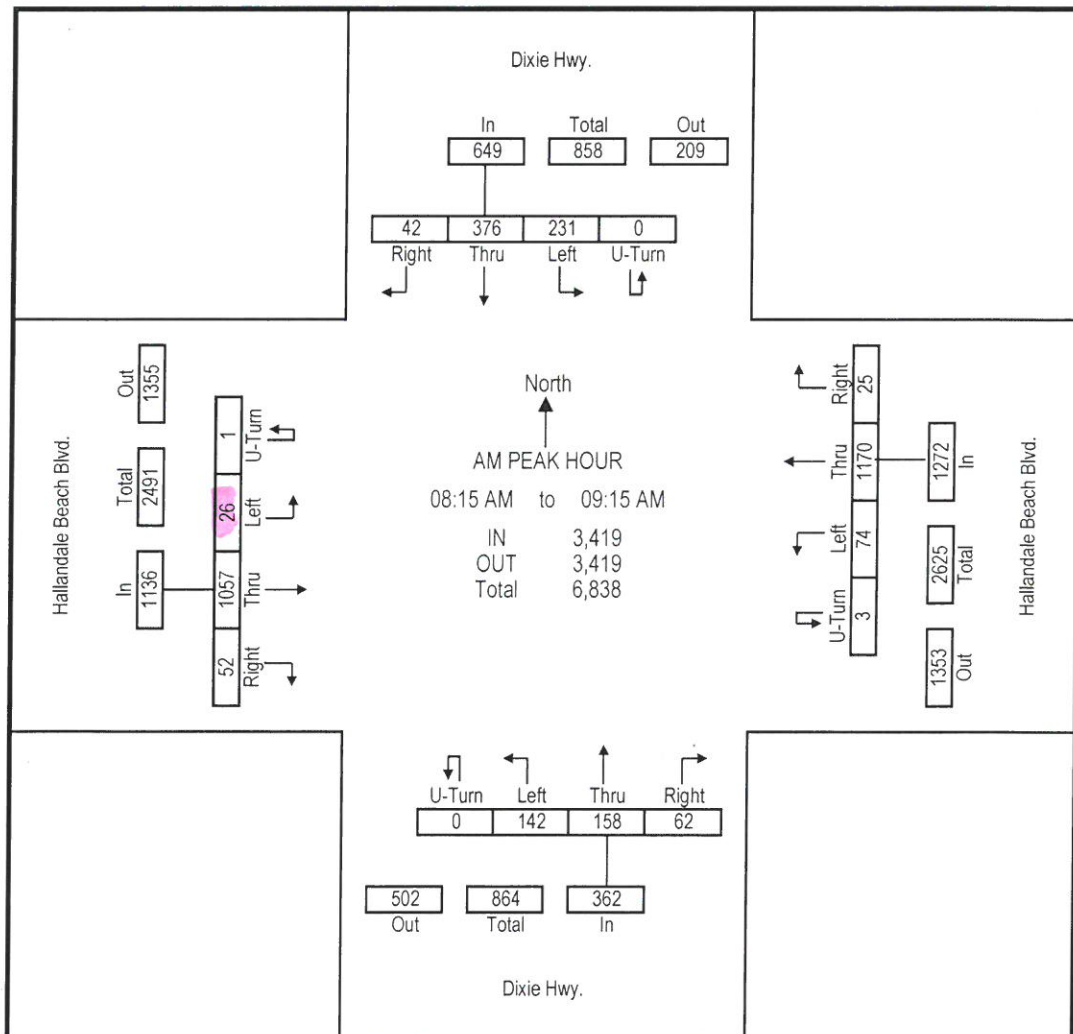 Dixie Hwy.
In Total Out
649 858 209
42 376 231 0
Right Thru Left U-Turn
Hallandale Beach Blvd.
Out 1355
Total 2491
In 1136
1 U-Turn
26 Left
1057 Thru
52 Right
North
AM PEAK HOUR
08:15 AM to 09:15 AM
IN 3,419
OUT 3,419
Total 6,838
Right 25
Thru 1170
Left 74
U-Turn 3
1272 In
2625 Total
1353 Out
Hallandale Beach Blvd.
U-Turn Left Thru Right
0 142 158 62
502 864 362
Out Total In
Dixie Hwy.